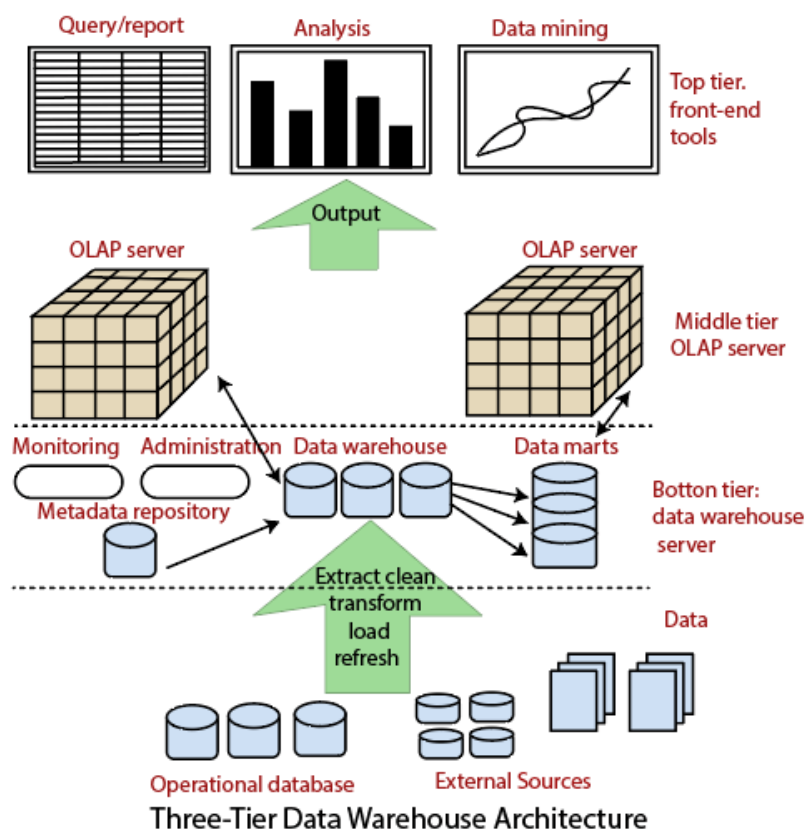 Query/report
Analysis
Data mining
Top tier.
front-end
tools
Output
OLAP server
OLAP server
Middle tier
OLAP server
Monitoring
Administration
Data warehouse
Data marts
Metadata repository
Botton tier:
data warehouse
server
Extract clean
transform
load
refresh
Data
Operational database
External Sources
Three-Tier Data Warehouse Architecture